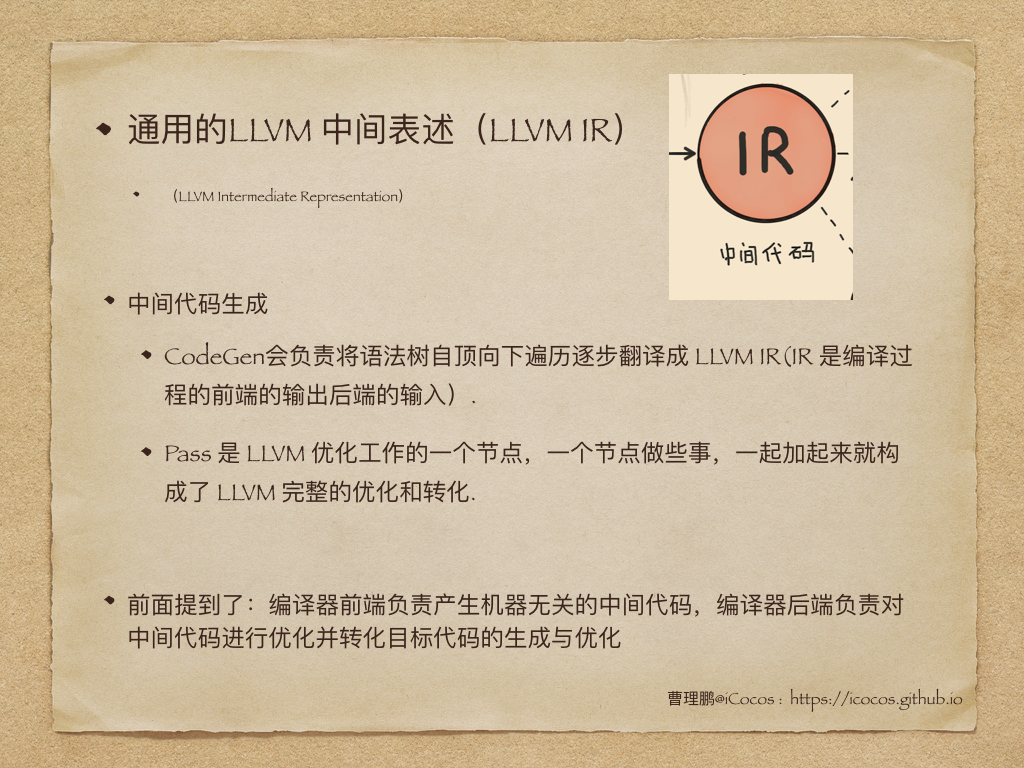 通用的LLVM 中间表述（LLVM IR）
（LLVM Intermediate Representation）
IR
中间代码
中间代码生成
CodeGen会负责将语法树自顶向下遍历逐步翻译成 LLVM IR(IR 是编译过
程的前端的输出后端的输入）.
Pass 是 LLVM 优化工作的一个节点，一个节点做些事，一起加起来就构
成了 LLVM 完整的优化和转化.
前面提到了：编译器前端负责产生机器无关的中间代码，编译器后端负责对
中间代码进行优化并转化目标代码的生成与优化
曹理鹏@iCocos : https://icocos.github.io